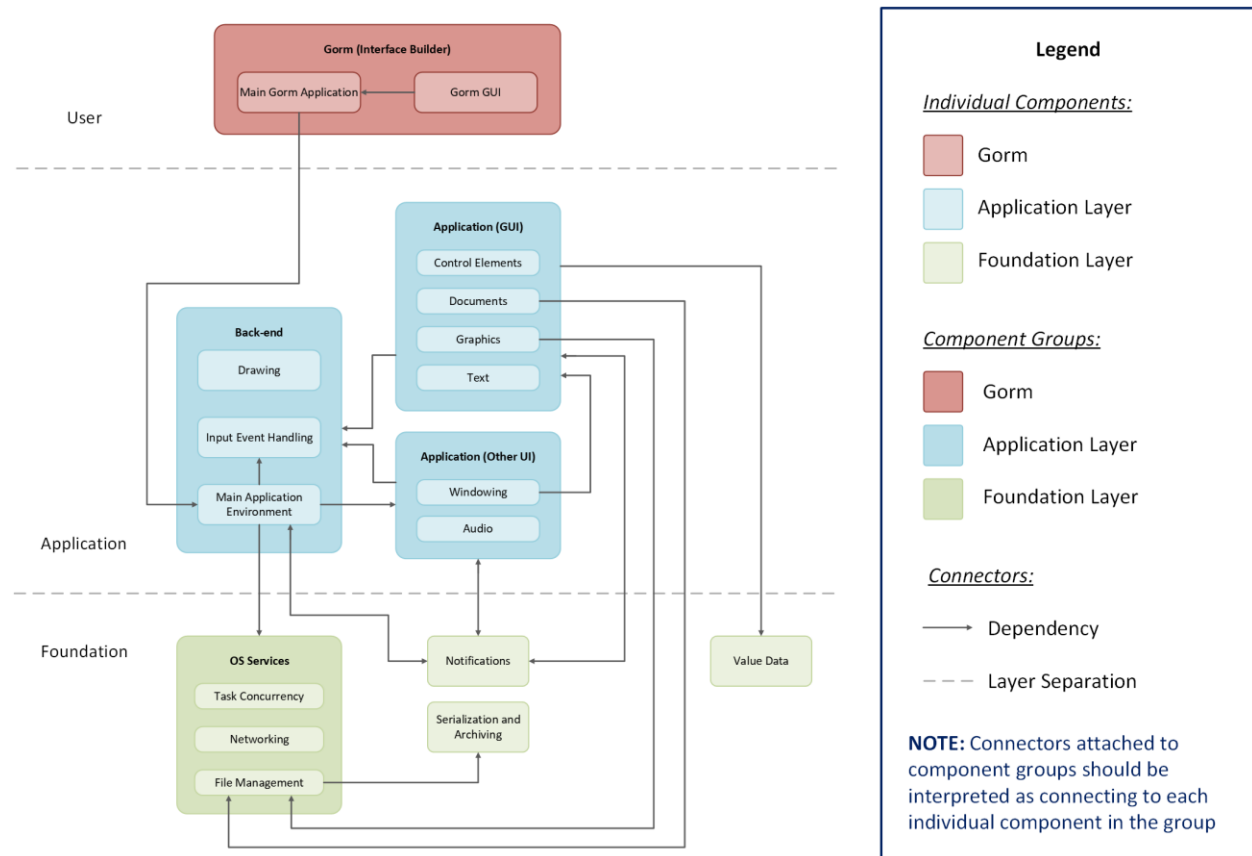 Gorm (Interface Builder)
Main Gorm Application
Gorm GUI
User
Application (GUI)
Control Elements
Documents
Graphics
Text
Back-end
Drawing
Input Event Handling
Main Application
Environment
Application (Other UI)
Windowing
Audio
Application
Foundation
OS Services
Task Concurrency
Networking
File Management
Notifications
Serialization and
Archiving
Value Data
Legend
Individual Components:
Gorm
Application Layer
Foundation Layer
Component Groups:
Gorm
Application Layer
Foundation Layer
Connectors:
Dependency
Layer Separation
NOTE: Connectors attached to
component groups should be
interpreted as connecting to each
individual component in the group